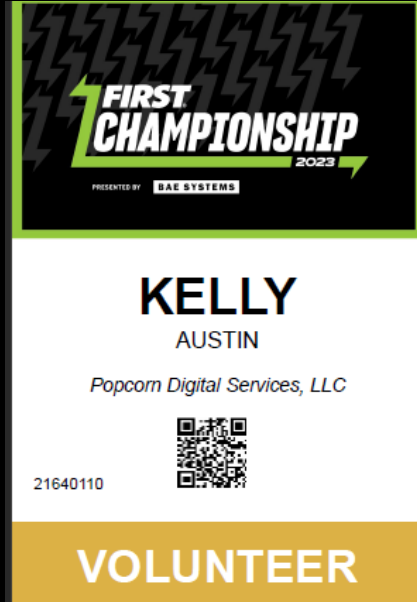 FIRST
CHAMPIONSHIP
2023
PRESENTED BY BAE SYSTEMS
KELLY
AUSTIN
Popcorn Digital Services, LLC
21640110
VOLUNTEER